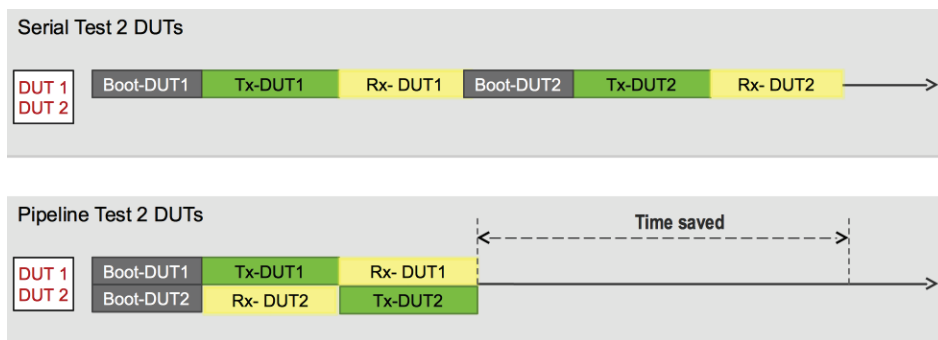 Serial Test 2 DUTs
DUT 1
DUT 2
Boot-DUT1 Tx-DUT1 Rx- DUT1 Boot-DUT2 Tx-DUT2 Rx- DUT2
Pipeline Test 2 DUTs
Time saved
DUT 1
DUT 2
Boot-DUT1 Tx-DUT1 Rx- DUT1
Boot-DUT2 Rx- DUT2 Tx-DUT2